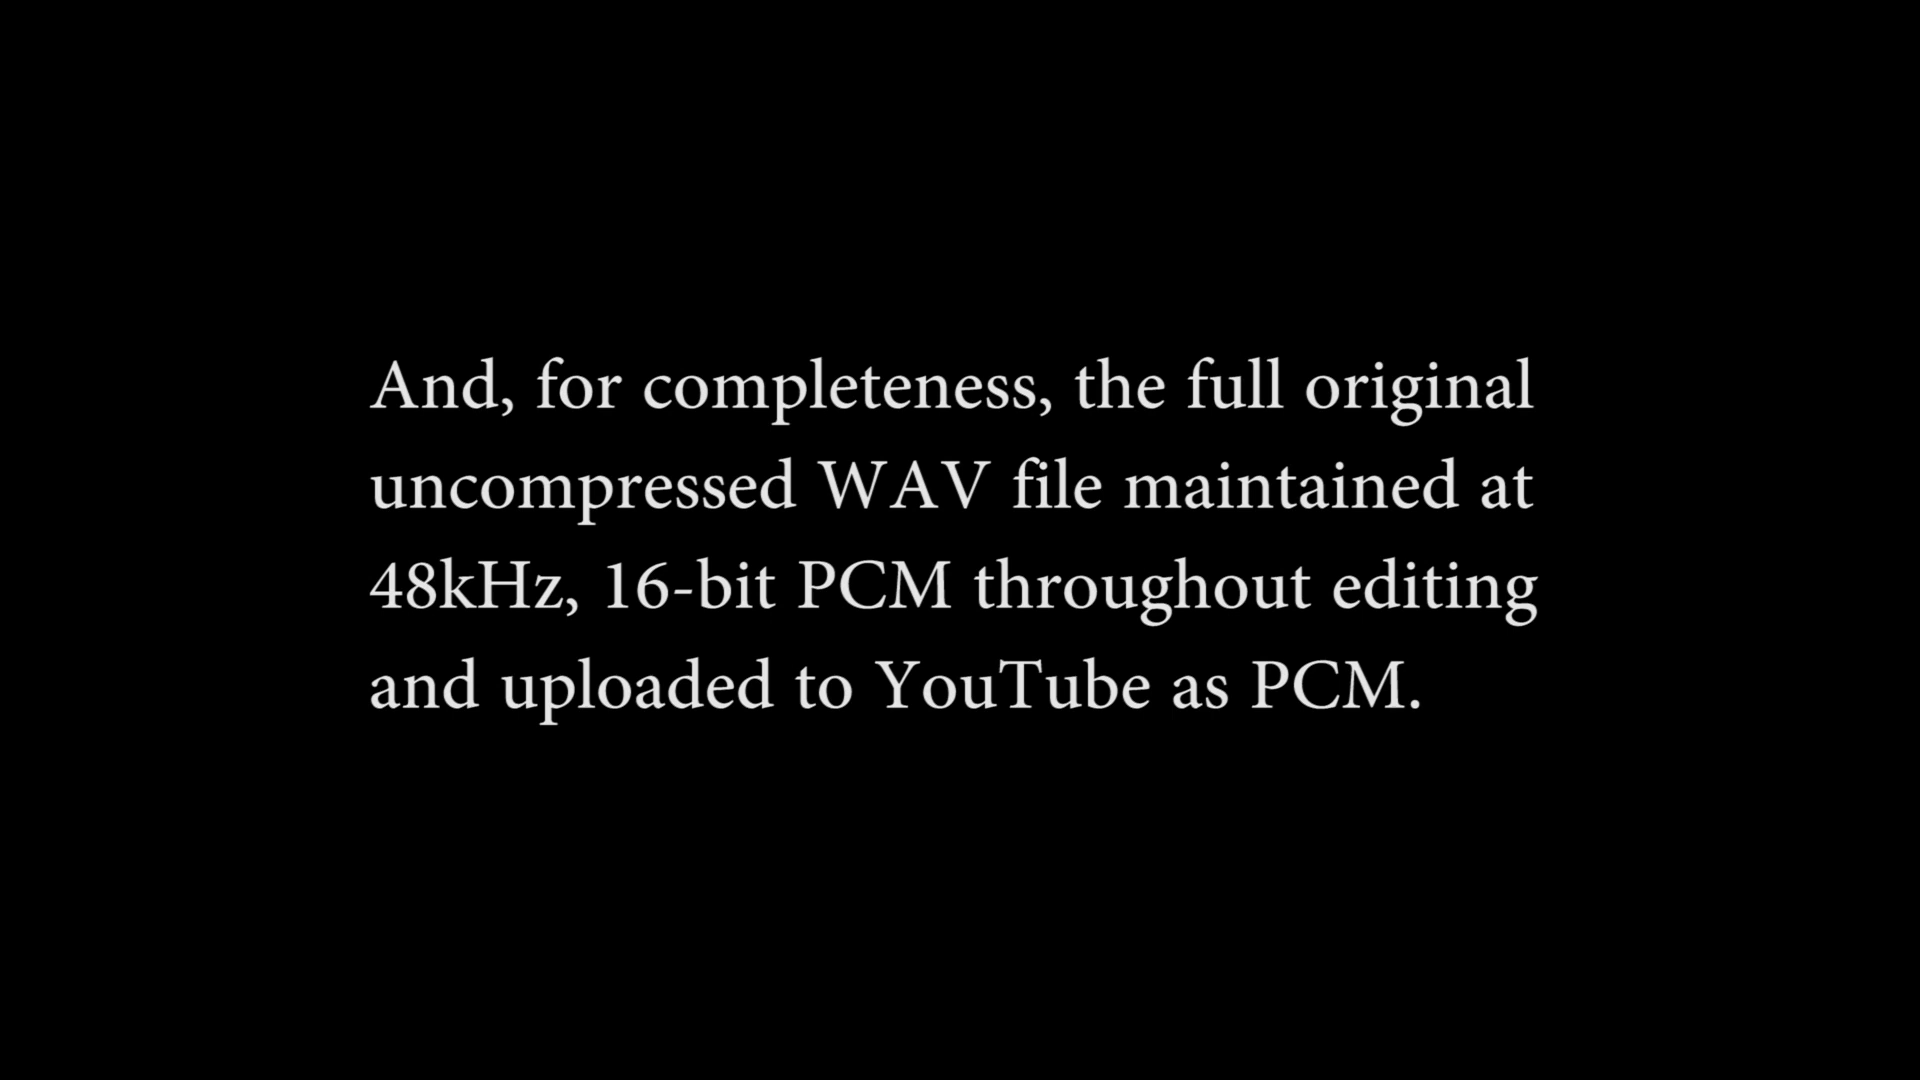 And, for completeness, the full original
uncompressed WAV file maintained at
48kHz, 16-bit PCM throughout editing
and uploaded to YouTube as PCM.